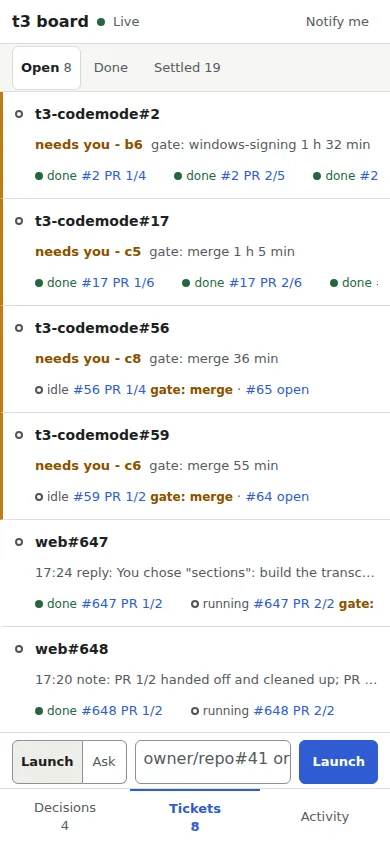 t3 board Live Notify me
Open 8 Done Settled 19
t3-codemode#2
needs you - b6 gate: windows-signing 1 h 32 min
done #2 PR 1/4 done #2 PR 2/5 done #2
t3-codemode#17
needs you - c5 gate: merge 1 h 5 min
done #17 PR 1/6 done #17 PR 2/6 done
t3-codemode#56
needs you - c8 gate: merge 36 min
idle #56 PR 1/4 gate: merge · #65 open
t3-codemode#59
needs you - c6 gate: merge 55 min
idle #59 PR 1/2 gate: merge · #64 open
web#647
17:24 reply: You chose "sections": build the transc...
done #647 PR 1/2 running #647 PR 2/2 gate:
web#648
17:20 note: PR 1/2 handed off and cleaned up; PR ...
done #648 PR 1/2 running #648 PR 2/2
Launch Ask owner/repo#41 or Launch
Decisions Tickets Activity
4 8